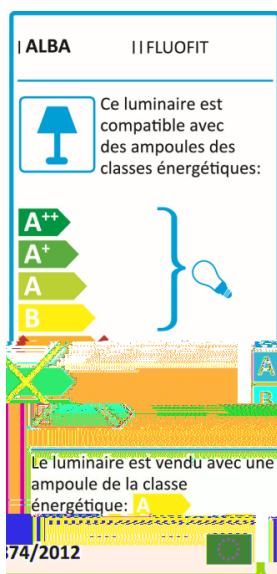 I ALBA I I FLUOFIT
Ce luminaire est
compatible avec
des ampoules des
classes énergétiques:
A++
A+
A
B
A
B
Le luminaire est vendu avec une
ampoule de la classe
énergétique: A
874/2012